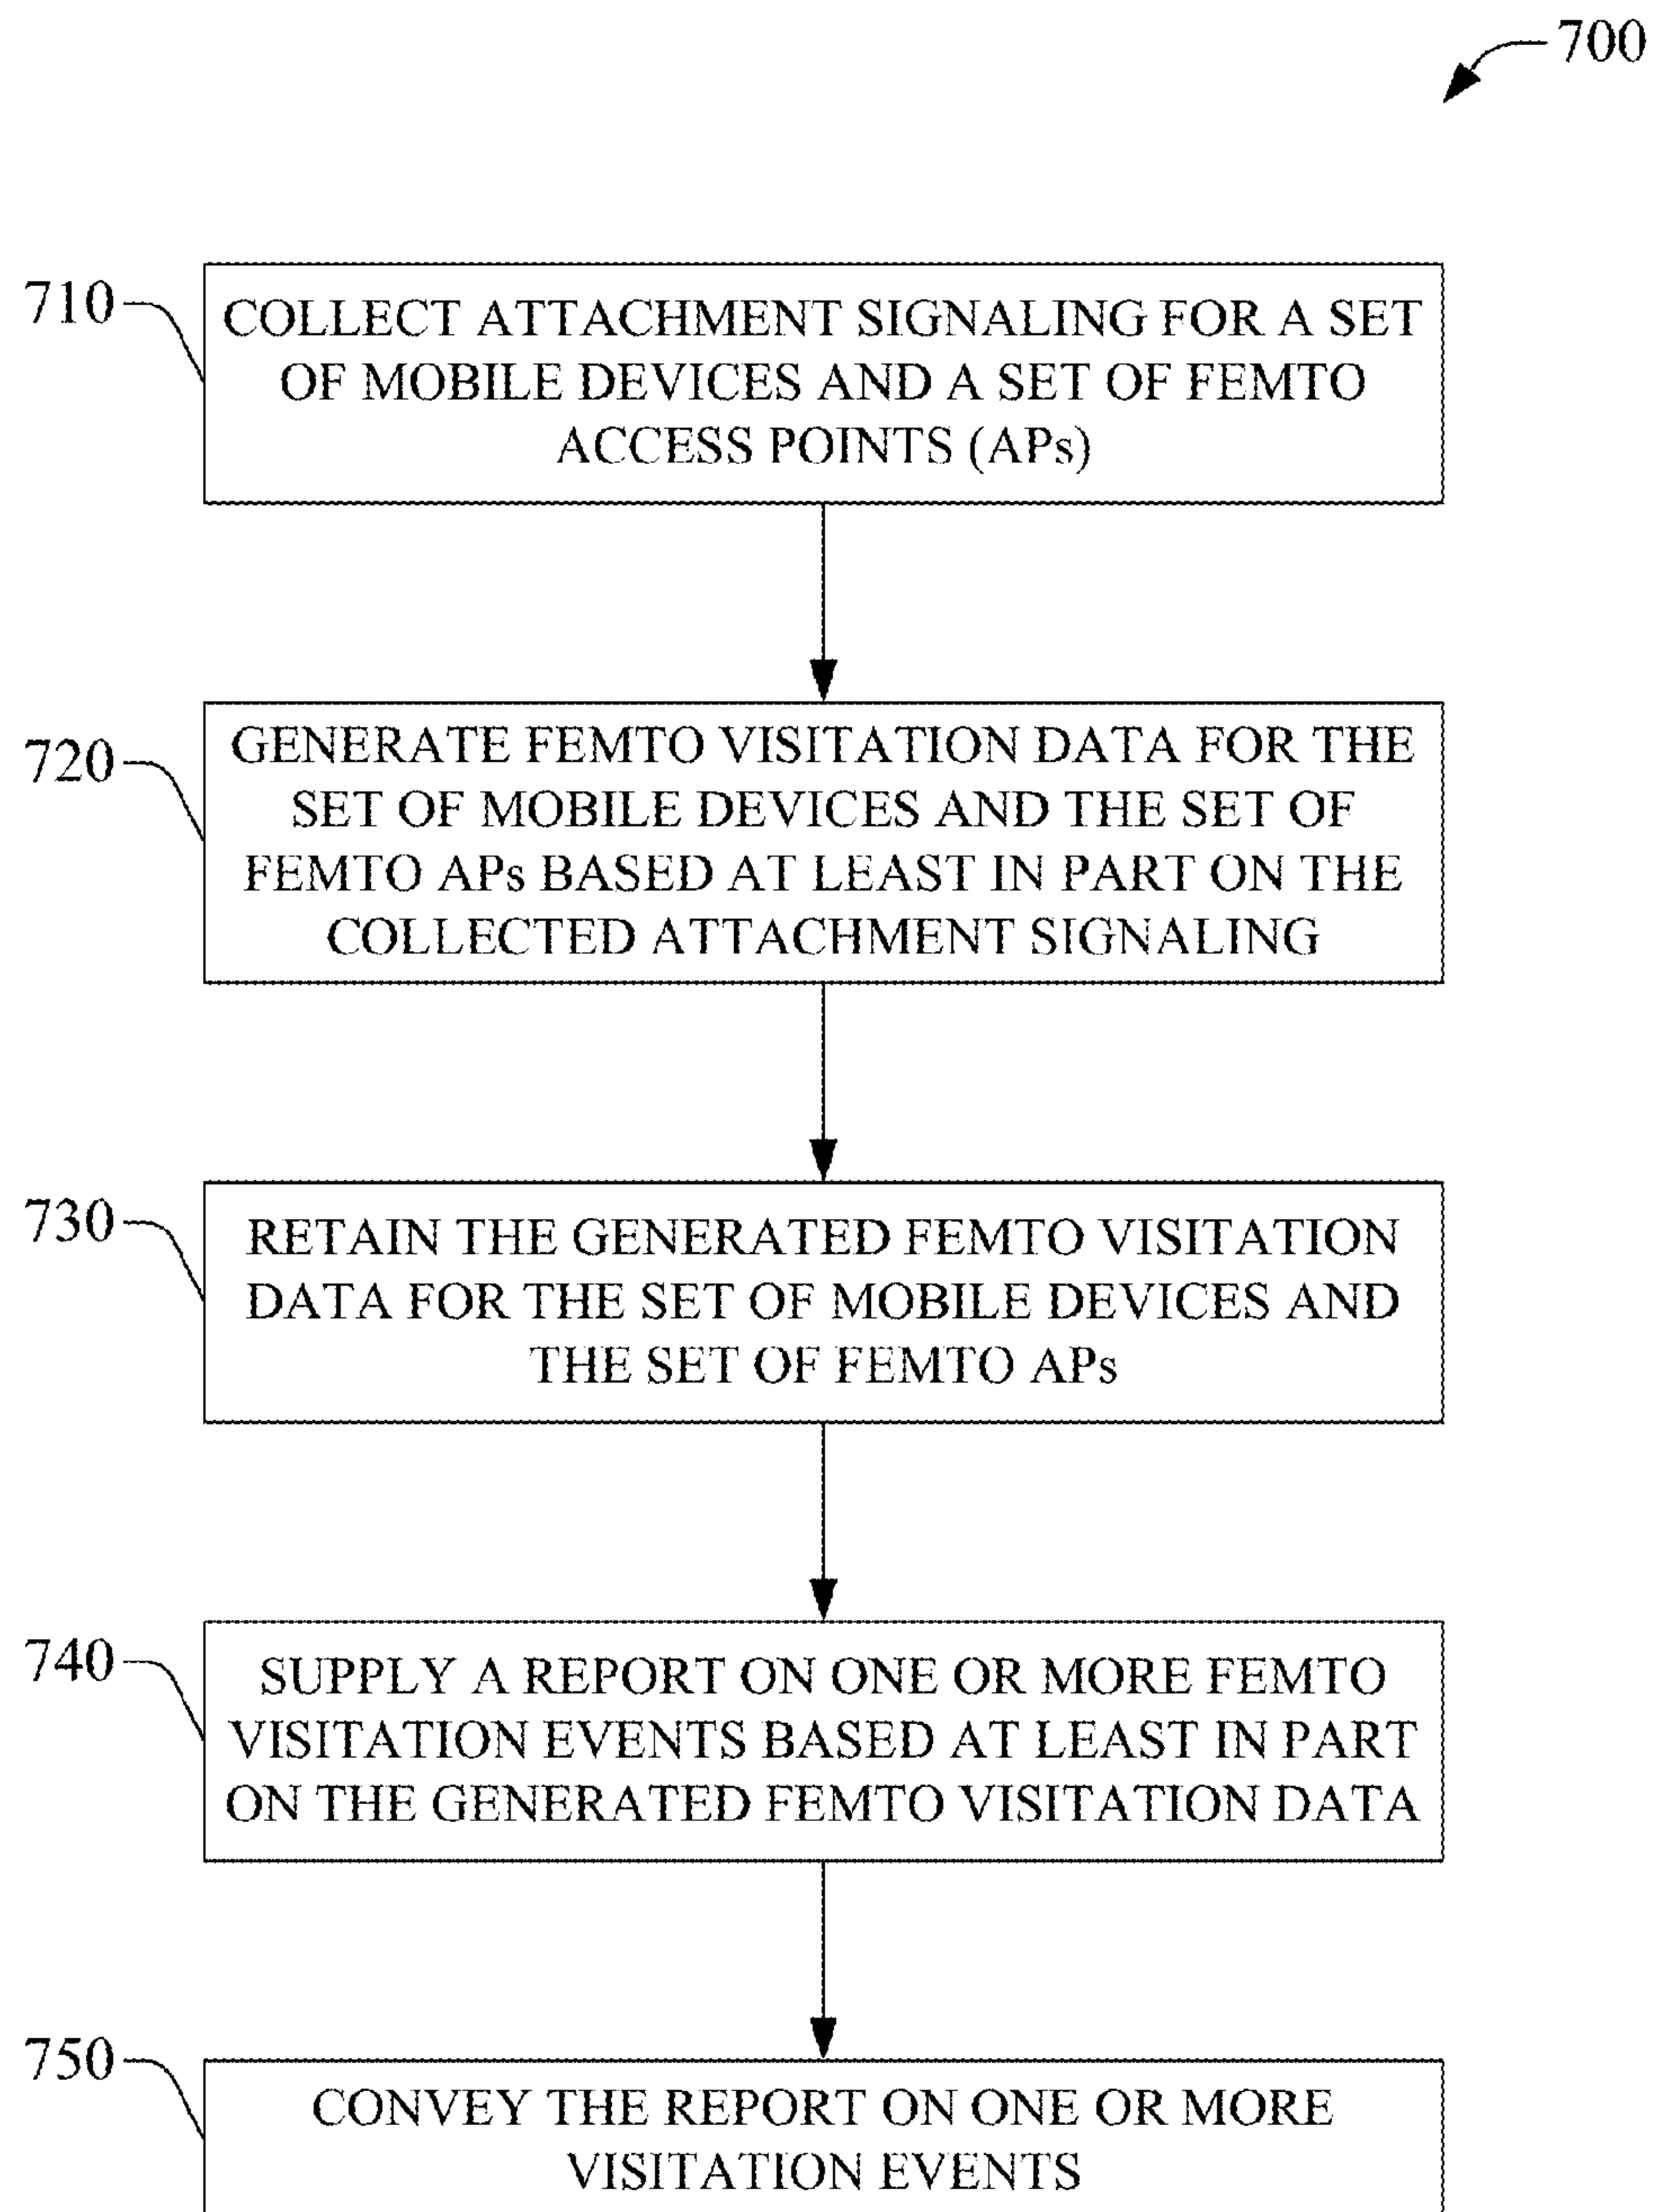 700
710
COLLECT ATTACHMENT SIGNALING FOR A SET
OF MOBILE DEVICES AND A SET OF FEMTO
ACCESS POINTS (APs)
720
GENERATE FEMTO VISITATION DATA FOR THE
SET OF MOBILE DEVICES AND THE SET OF
FEMTO APs BASED AT LEAST IN PART ON THE
COLLECTED ATTACHMENT SIGNALING
730
RETAIN THE GENERATED FEMTO VISITATION
DATA FOR THE SET OF MOBILE DEVICES AND
THE SET OF FEMTO APs
740
SUPPLY A REPORT ON ONE OR MORE FEMTO
VISITATION EVENTS BASED AT LEAST IN PART
ON THE GENERATED FEMTO VISITATION DATA
750
CONVEY THE REPORT ON ONE OR MORE
VISITATION EVENTS